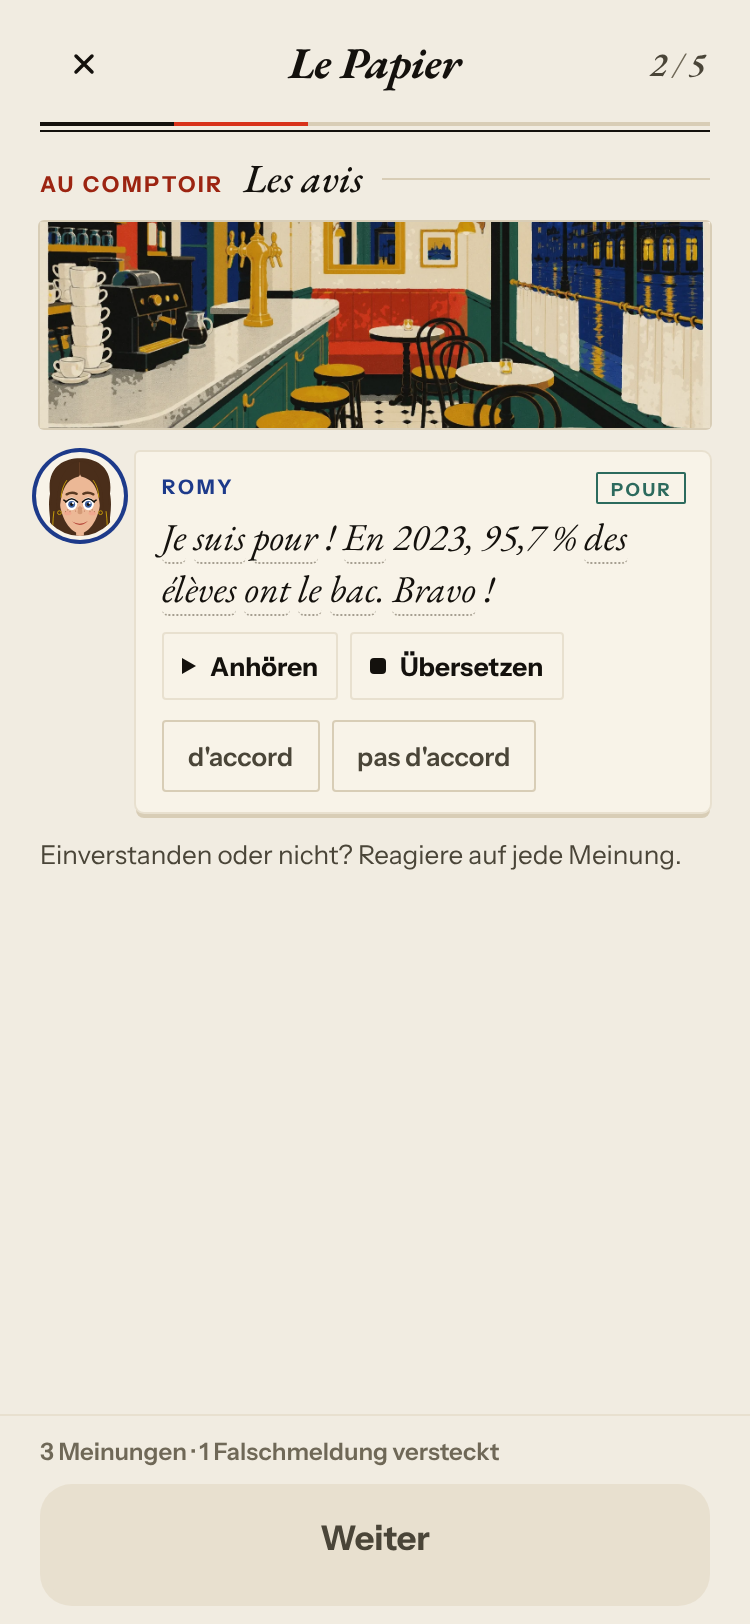 Le Papier
2/5
AU COMPTOIR Les avis
ROMY
POUR
Je suis pour ! En 2023, 95,7 % des
élèves ont le bac. Bravo !
Anhören
Übersetzen
d'accord
pas d'accord
Einverstanden oder nicht? Reagiere auf jede Meinung.
3 Meinungen · 1 Falschmeldung versteckt
Weiter